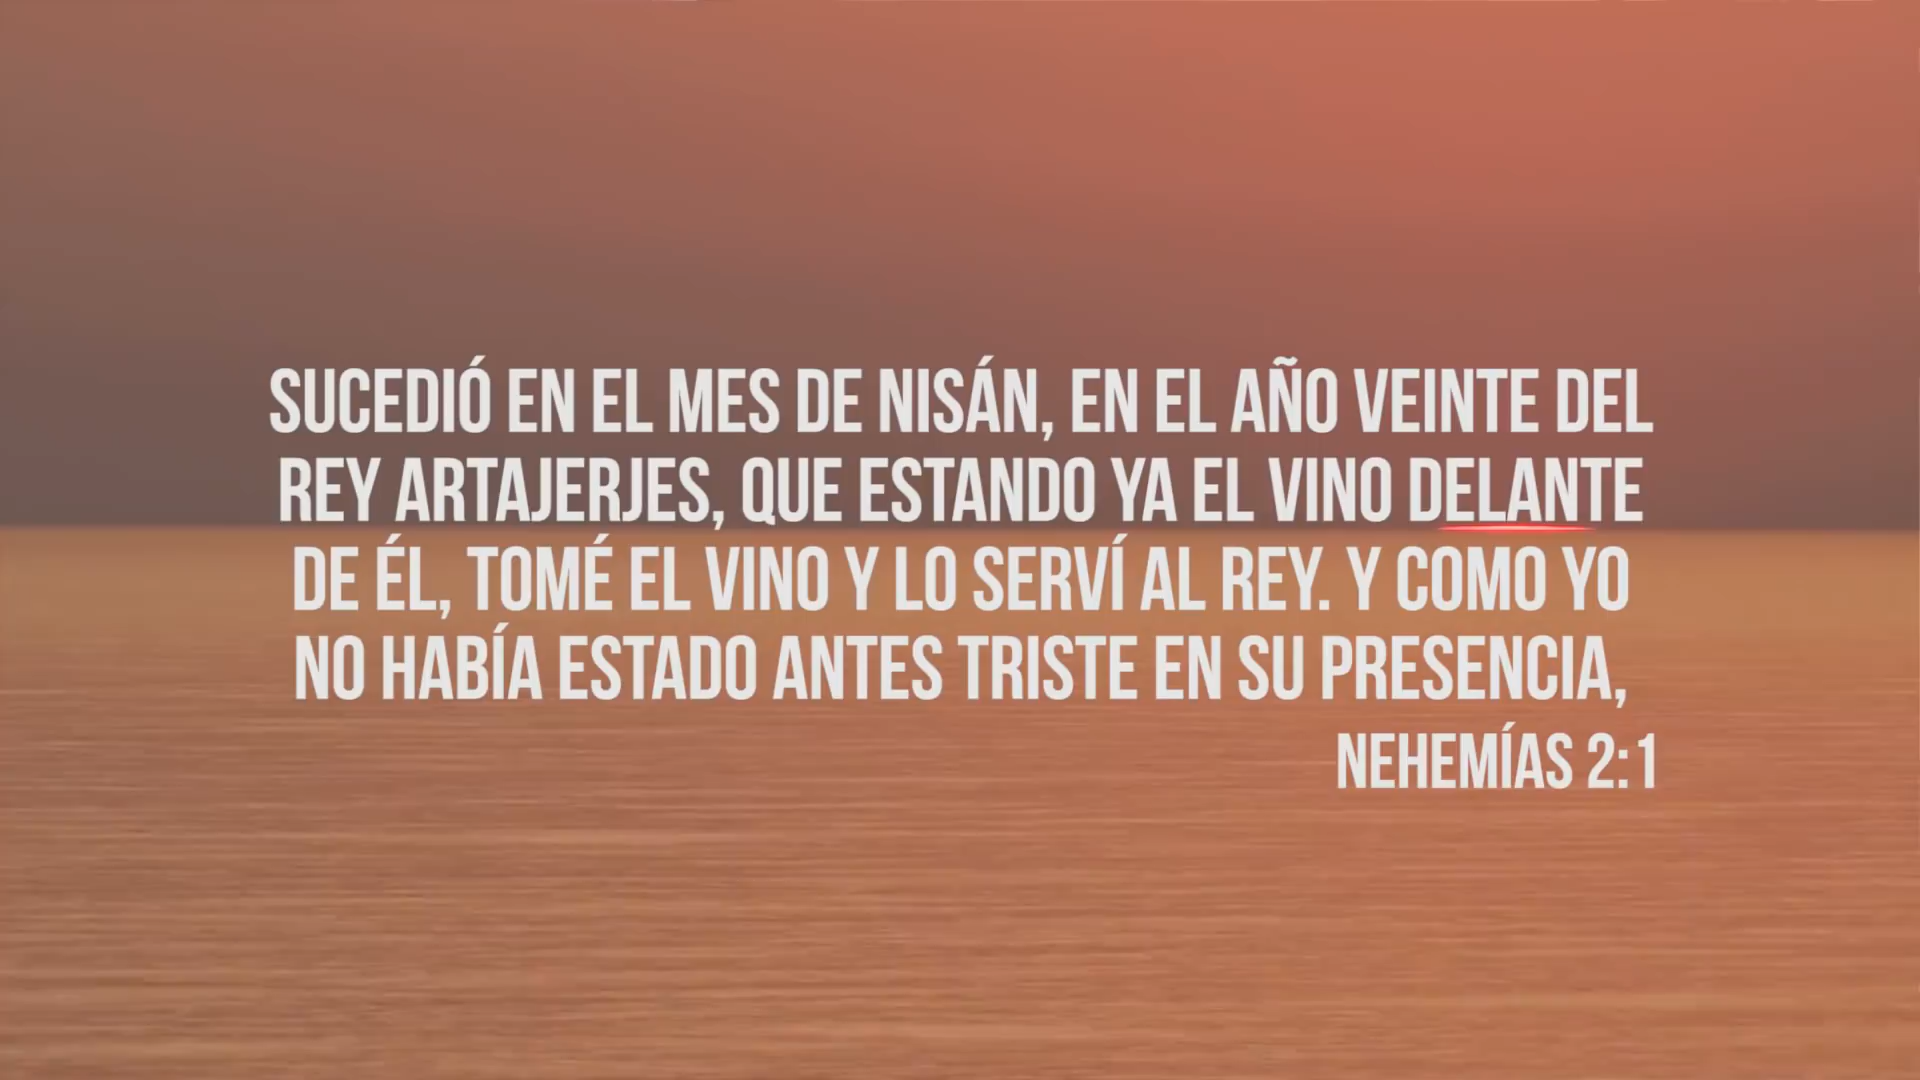 SUCEDIÓ EN EL MES DE NISÁN, EN EL AÑO VEINTE DEL
REY ARTAJERJES, QUE ESTANDO YA EL VINO DELANTE
DE ÉL, TOMÉ EL VINO Y LO SERVÍ AL REY. Y COMO YO
NO HABÍA ESTADO ANTES TRISTE EN SU PRESENCIA,
NEHEMÍAS 2:1